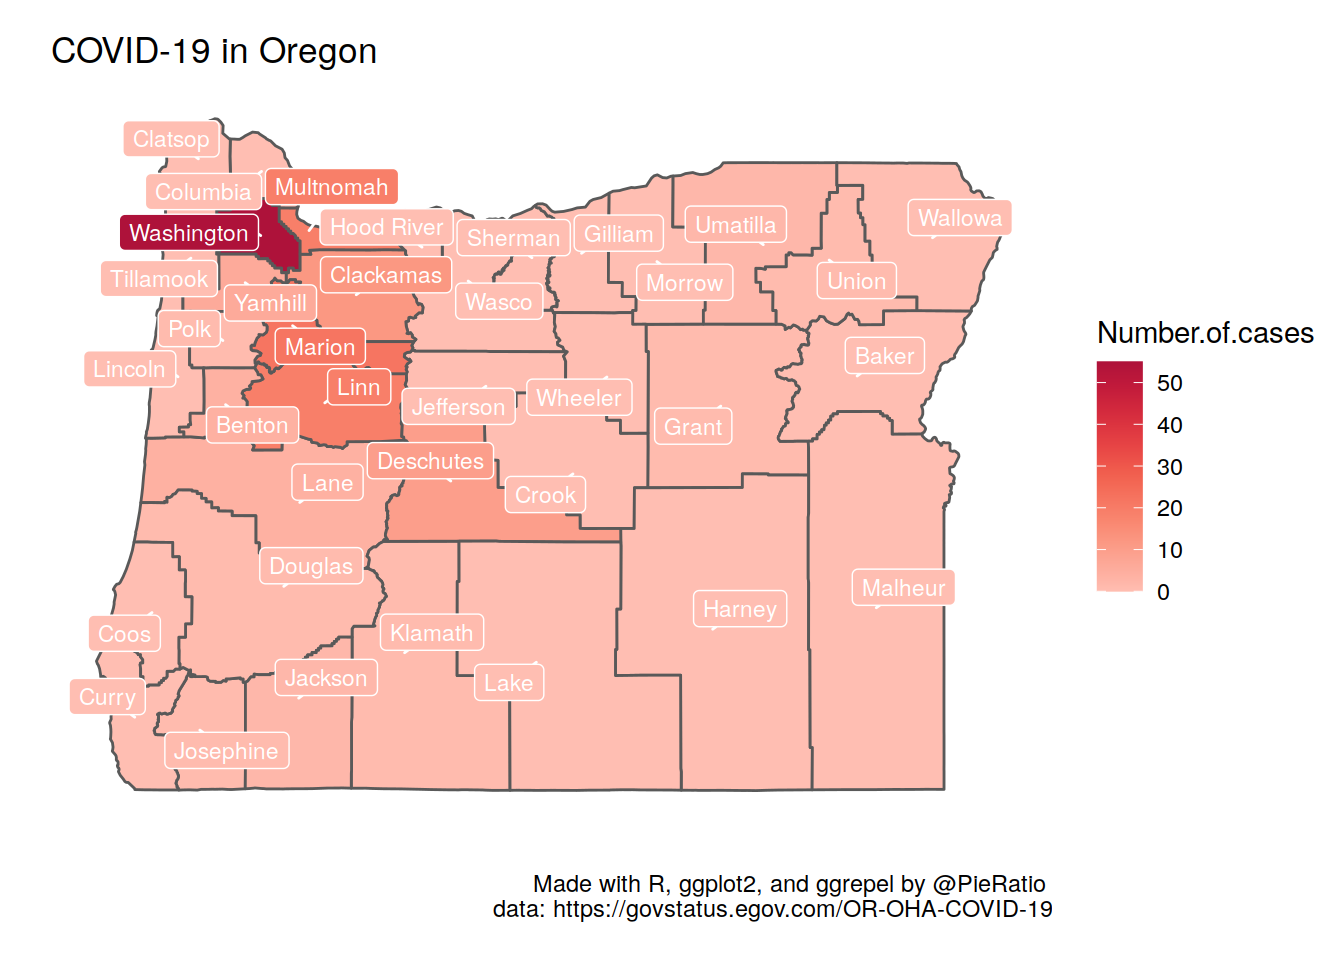 COVID-19 in Oregon
Clatsop
Columbia
Multnomah
Washington
Hood River
Sherman
Gilliam
Umatilla
Wallowa
Tillamook
Clackamas
Yamhill
Wasco
Morrow
Union
Polk
Marion
Baker
Lincoln
Linn
Jefferson
Wheeler
Benton
Grant
Deschutes
Lane
Crook
Douglas
Malheur
Harney
Coos
Klamath
Curry
Jackson
Lake
Josephine
Number.of.cases
50
40
30
20
10
0
Made with R, ggplot2, and ggrepel by @PieRatio
data: https://govstatus.egov.com/OR-OHA-COVID-19